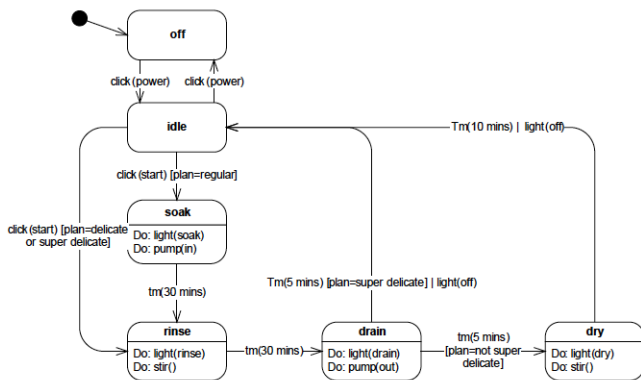 off
click(power)
click(power)
idle
Tm(10 mins) | light(off)
click(start) [plan=regular]
soak
Do: light(soak)
Do: pump(in)
click(start) [plan=delicate
or super delicate]
Tm(5 mins) [plan=super delicate] | light(off)
tm(30 mins)
rinse
Do: light(rinse)
Do: stir()
tm(30 mins)
drain
Do: light(drain)
Do: pump(out)
tm(5 mins)
[plan=not super
delicate]
dry
Do: light(dry)
Do: stir()